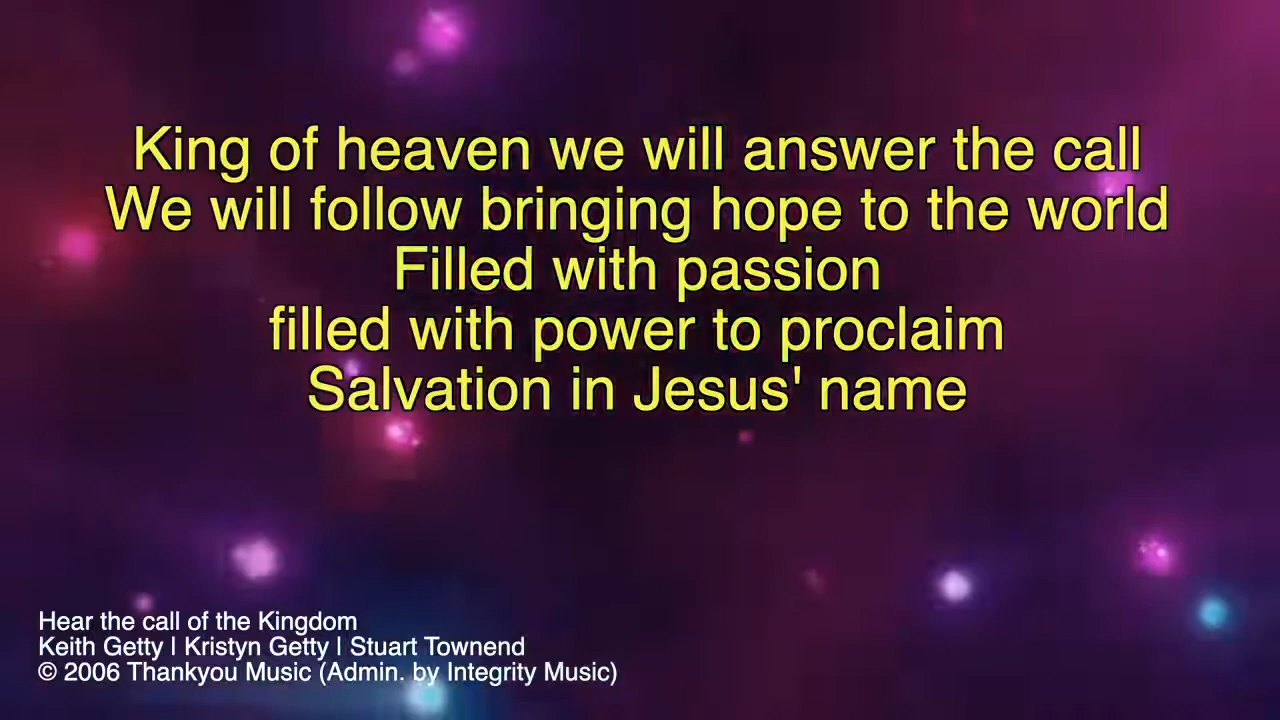 King of heaven we will answer the call
We will follow bringing hope to the world
Filled with passion
filled with power to proclaim
Salvation in Jesus' name
Hear the call of the Kingdom
Keith Getty | Kristyn Getty | Stuart Townend
© 2006 Thankyou Music (Admin. by Integrity Music)